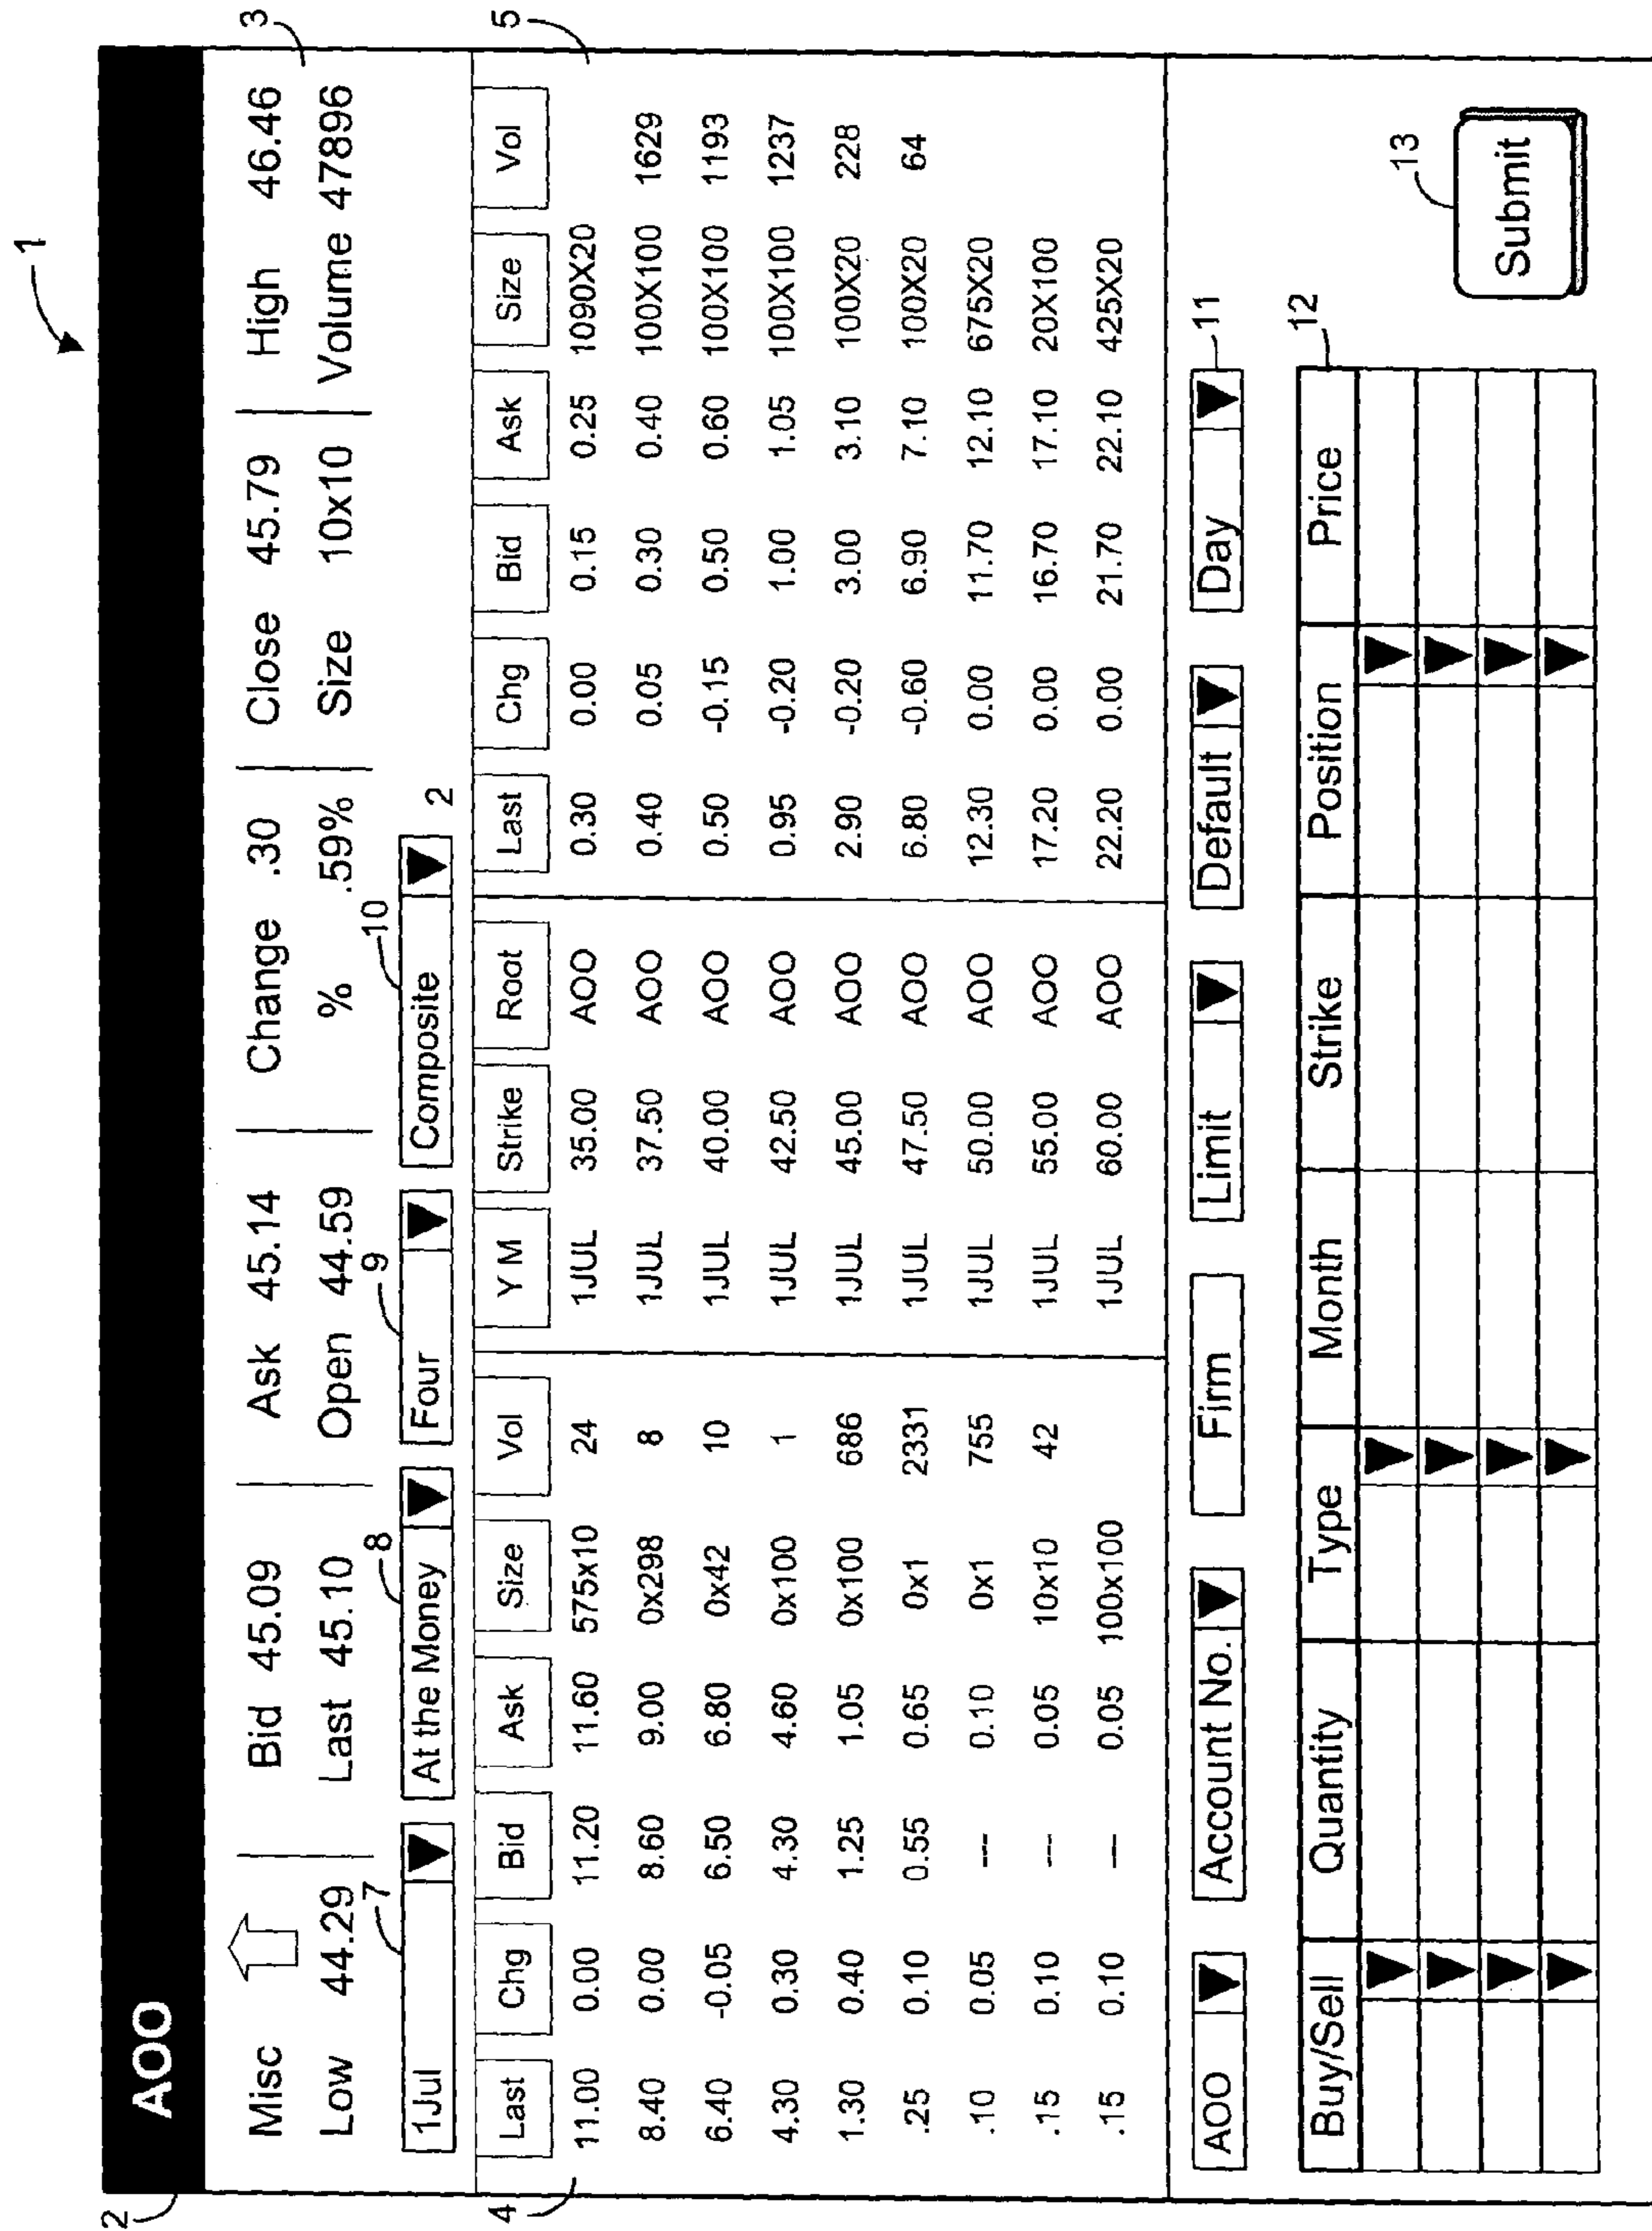 1
2
AOO
3
Misc Bid 45.09 Ask 45.14 Change .30 Close 45.79 High 46.46
Low 44.29 Last 45.10 Open 44.59 % .59% Size 10x10 Volume 47896
7 8 9 10
1Jul At the Money Four Composite 2
4 5
Last Chg Bid Ask Size Vol Y M Strike Root Last Chg Bid Ask Size Vol
11.00 0.00 11.20 11.60 575x10 24 1JUL 35.00 AOO 0.30 0.00 0.15 0.25 1090X20
8.40 0.00 8.60 9.00 0x298 8 1JUL 37.50 AOO 0.40 0.05 0.30 0.40 100X100 1629
6.40 -0.05 6.50 6.80 0x42 10 1JUL 40.00 AOO 0.50 -0.15 0.50 0.60 100X100 1193
4.30 0.30 4.30 4.60 0x100 1 1JUL 42.50 AOO 0.95 -0.20 1.00 1.05 100X100 1237
1.30 0.40 1.25 1.05 0x100 686 1JUL 45.00 AOO 2.90 -0.20 3.00 3.10 100X20 228
.25 0.10 0.55 0.65 0x1 2331 1JUL 47.50 AOO 6.80 -0.60 6.90 7.10 100X20 64
.10 0.05 --- 0.10 0x1 755 1JUL 50.00 AOO 12.30 0.00 11.70 12.10 675X20
.15 0.10 --- 0.05 10x10 42 1JUL 55.00 AOO 17.20 0.00 16.70 17.10 20X100
.15 0.10 --- 0.05 100x100 1JUL 60.00 AOO 22.20 0.00 21.70 22.10 425X20
AOO Account No. Firm Limit Default Day 11
12
Buy/Sell Quantity Type Month Strike Position Price
13
Submit